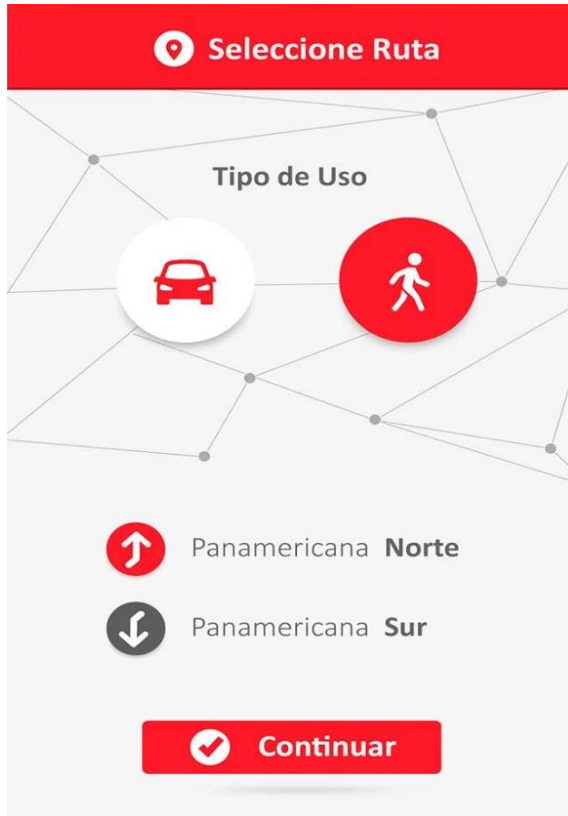 Seleccione Ruta
Tipo de Uso
Panamericana Norte
Panamericana Sur
Continuar